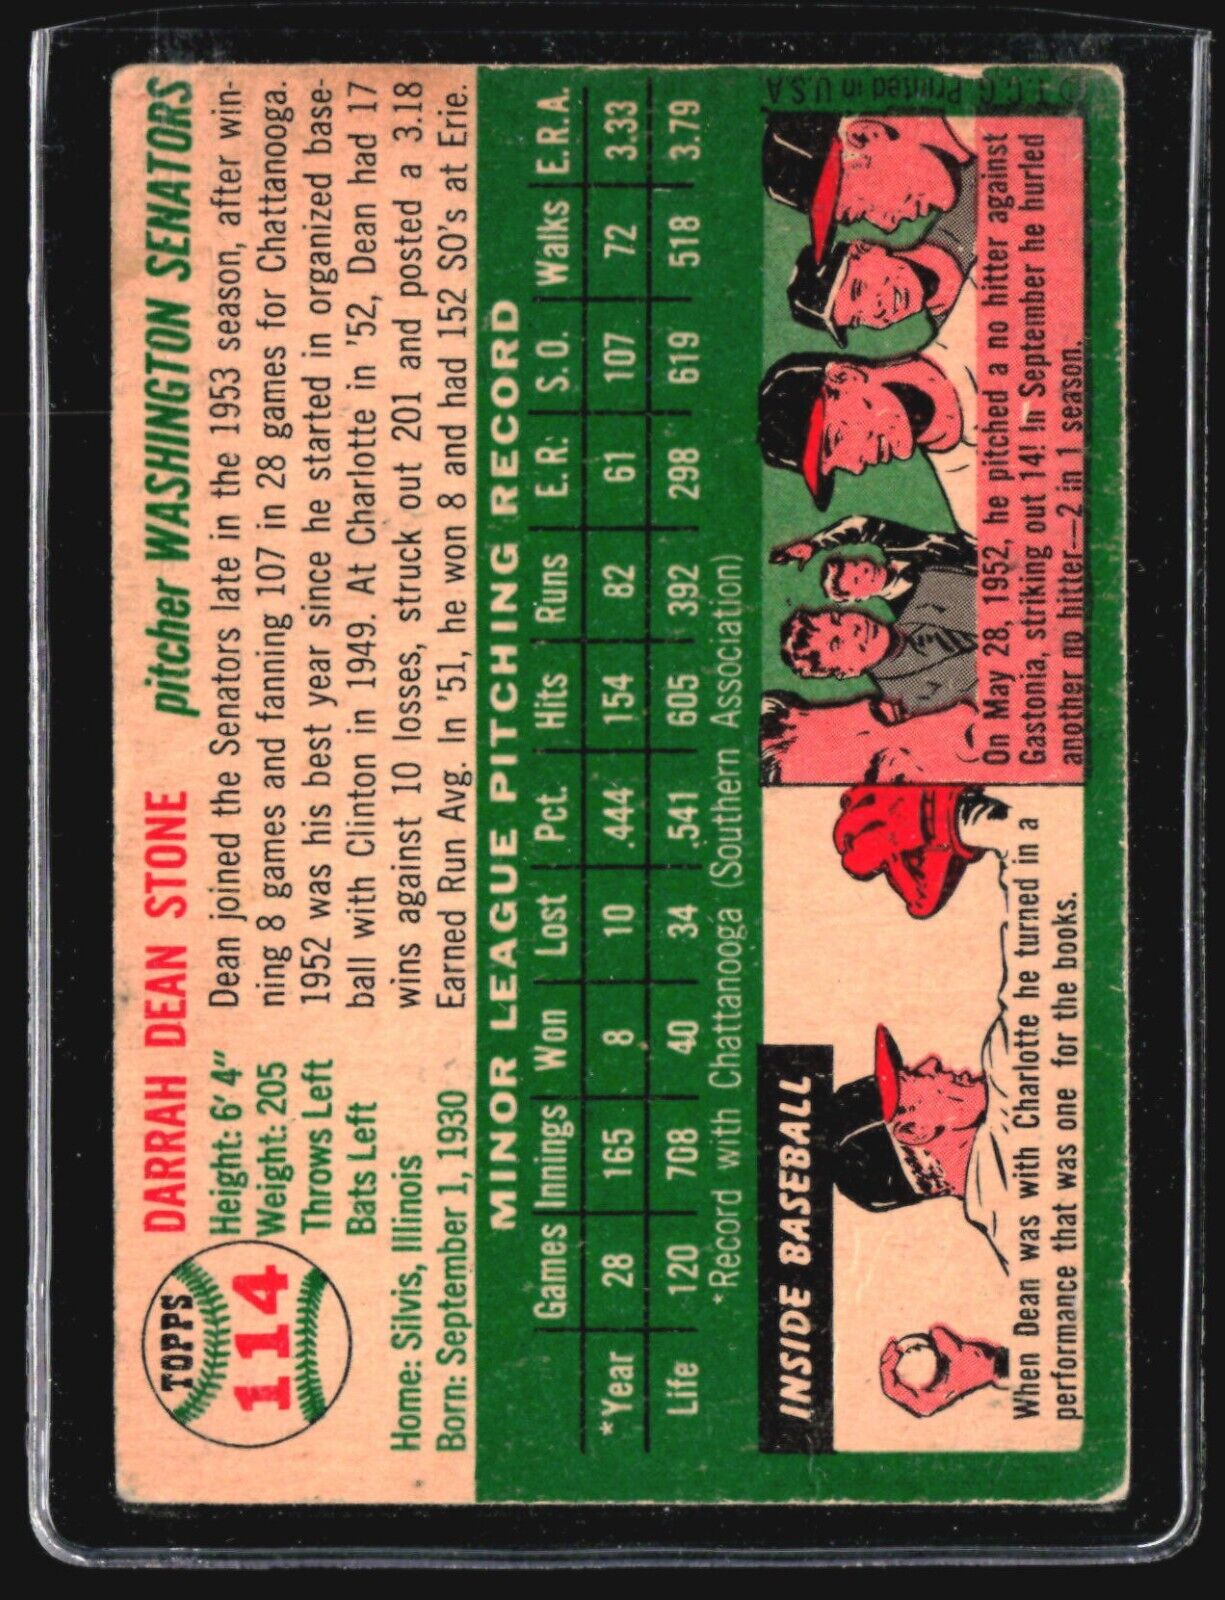 TOPPS
114
DARRAH DEAN STONE
pitcher WASHINGTON SENATORS
Height: 6' 4"
Weight: 205
Throws Left
Bats Left
Home: Silvis, Illinois
Born: September 1, 1930
Dean joined the Senators late in the 1953 season, after win-
ning 8 games and fanning 107 in 28 games for Chattanooga.
1952 was his best year since he started in organized base-
ball with Clinton in 1949. At Charlotte in '52, Dean had 17
wins against 10 losses, struck out 201 and posted a 3.18
Earned Run Avg. In '51, he won 8 and had 152 SO's at Erie.
MINOR LEAGUE PITCHING RECORD
Games Innings Won Lost Pct. Hits Runs E.R. S.O. Walks E.R.A.
*Year 28 165 8 10 .444 154 82 61 107 72 3.33
Life 120 708 40 34 .541 605 392 298 619 518 3.79
*Record with Chattanooga (Southern Association)
INSIDE BASEBALL
When Dean was with Charlotte he turned in a
performance that was one for the books.
On May 28, 1952, he pitched a no hitter against
Gastonia, striking out 14! In September he hurled
another no hitter—2 in 1 season.
T.C.G. Printed in U.S.A